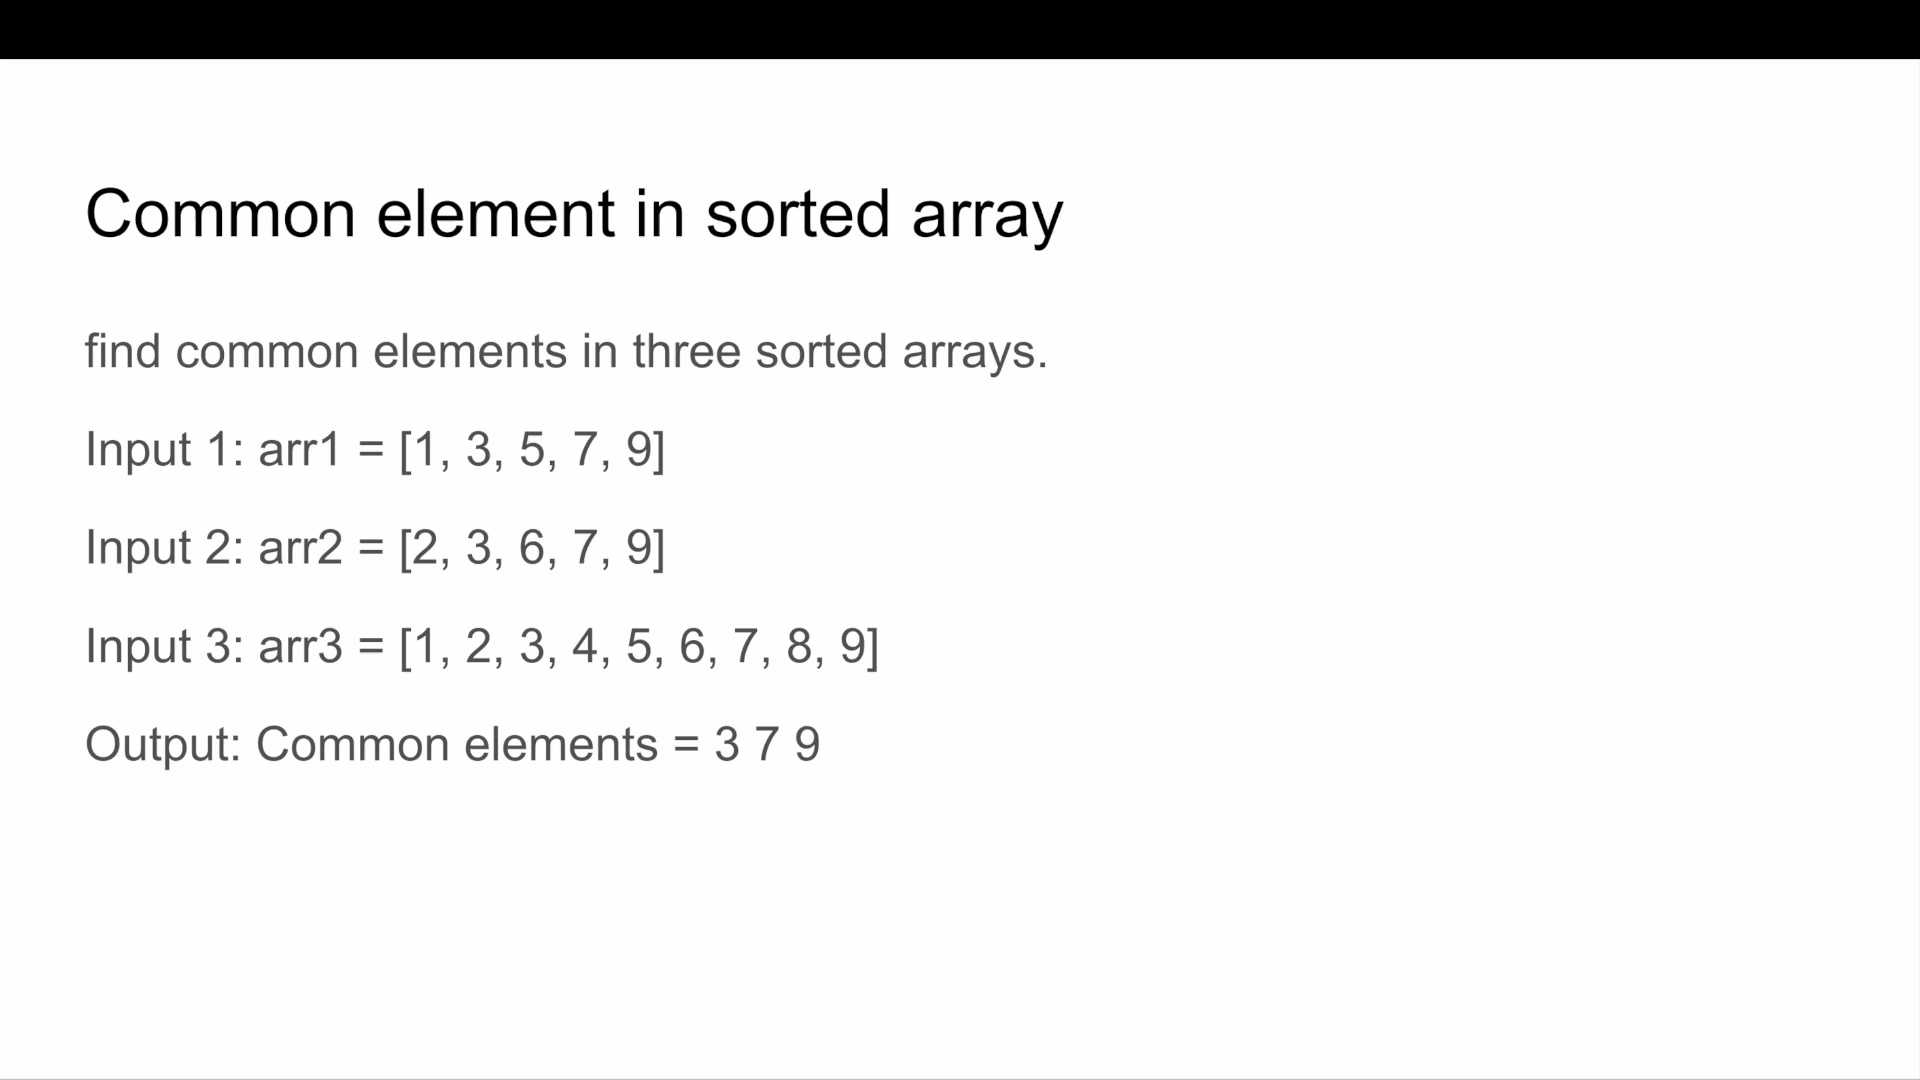 Common element in sorted array
find common elements in three sorted arrays.
Input 1: arr1 = [1, 3, 5, 7, 9]
Input 2: arr2 = [2, 3, 6, 7, 9]
Input 3: arr3 = [1, 2, 3, 4, 5, 6, 7, 8, 9]
Output: Common elements = 3 7 9